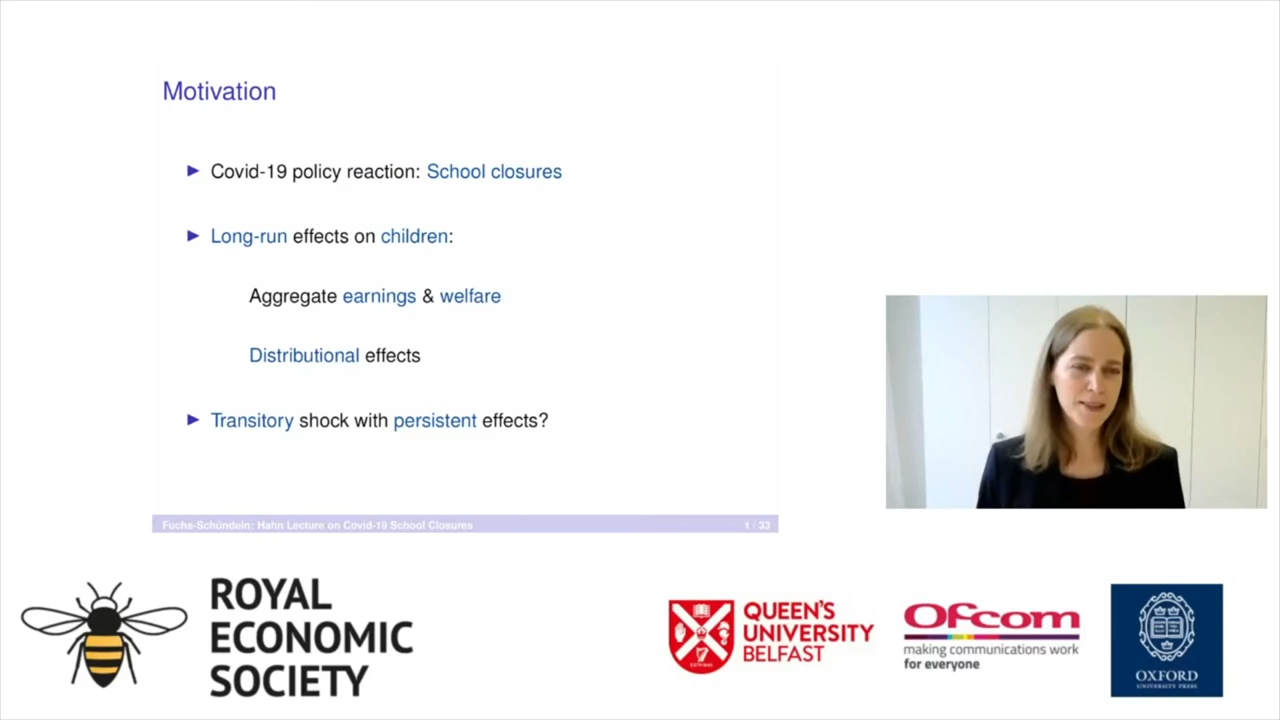 Motivation
Covid-19 policy reaction: School closures
Long-run effects on children:
Aggregate earnings & welfare
Distributional effects
Transitory shock with persistent effects?
Fuchs-Schündeln: Hahn Lecture on Covid-19 School Closures
1 / 33
ROYAL
ECONOMIC
SOCIETY
QUEEN'S
UNIVERSITY
BELFAST
Ofcom
making communications work
for everyone
OXFORD
UNIVERSITY PRESS